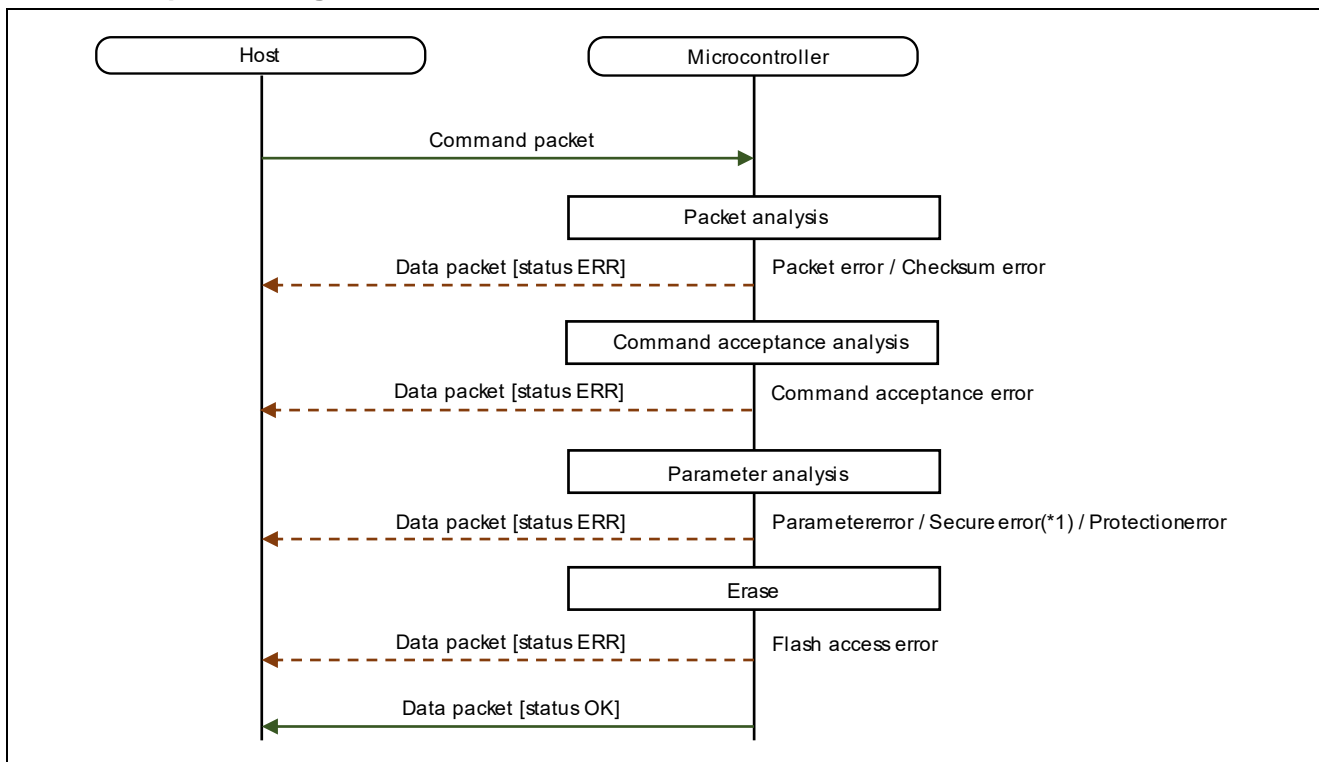 Host
Microcontroller
Command packet
Packet analysis
Data packet [status ERR]
Packet error / Checksum error
Command acceptance analysis
Data packet [status ERR]
Command acceptance error
Parameter analysis
Data packet [status ERR]
Parametererror / Secureerror(*1) / Protectionerror
Erase
Data packet [status ERR]
Flash access error
Data packet [status OK]